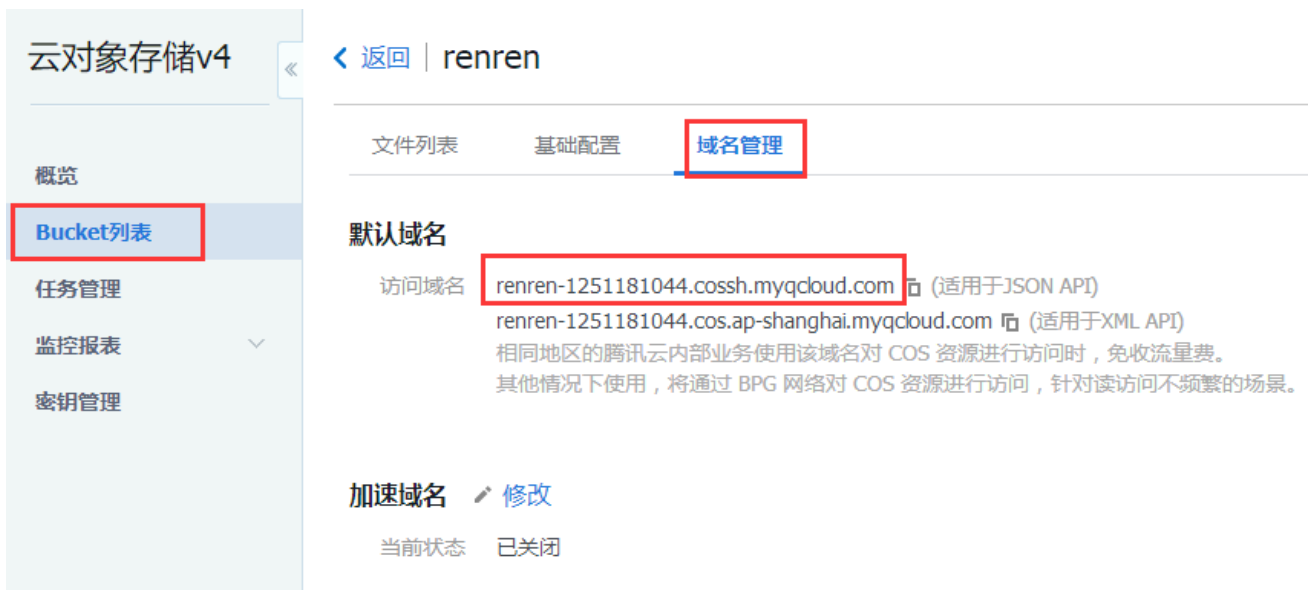 云对象存储v4
返回 renren
文件列表 基础配置 域名管理
概览
Bucket列表
任务管理
监控报表
密钥管理
默认域名
访问域名 renren-1251181044.cossh.myqcloud.com (适用于JSON API)
renren-1251181044.cos.ap-shanghai.myqcloud.com (适用于XML API)
相同地区的腾讯云内部业务使用该域名对 COS 资源进行访问时，免收流量费。
其他情况下使用，将通过 BPG 网络对 COS 资源进行访问，针对读访问不频繁的场景。
加速域名 修改
当前状态 已关闭